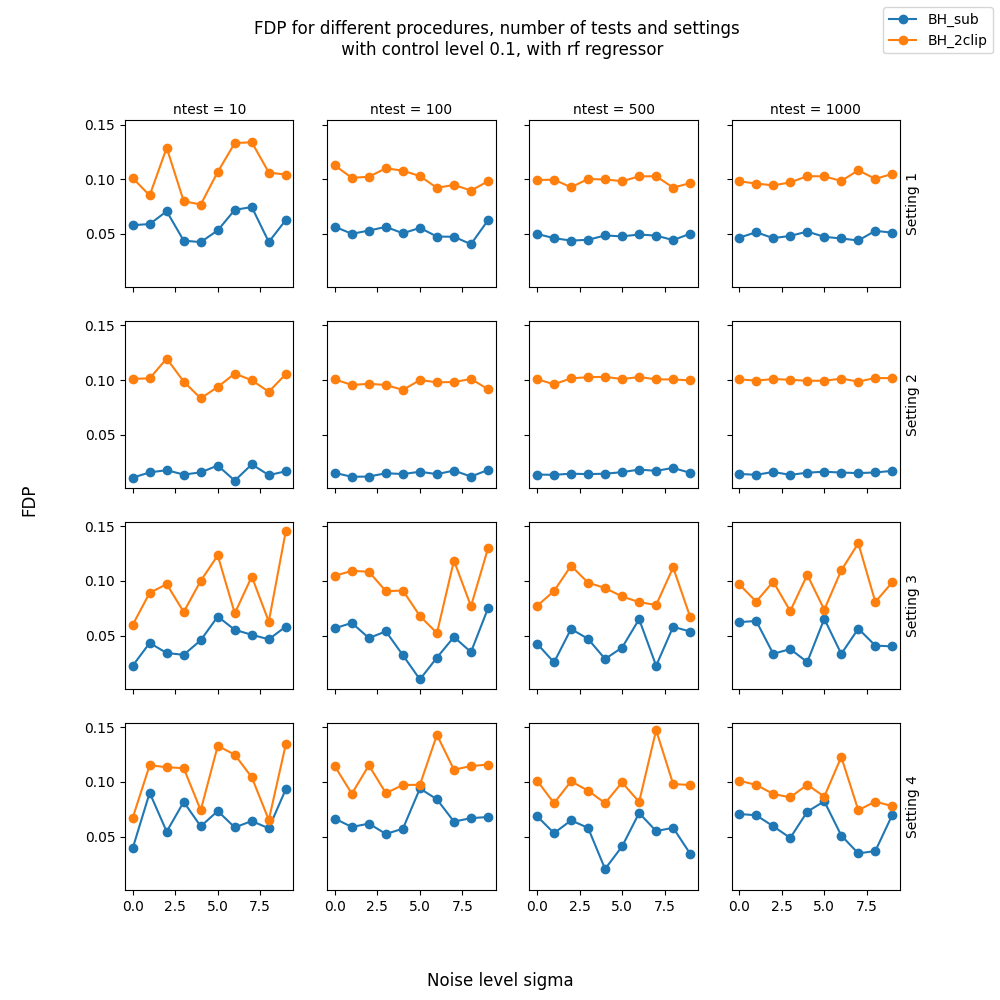 FDP for different procedures, number of tests and settings
with control level 0.1, with rf regressor
BH_sub
BH_2clip
ntest = 10
ntest = 100
ntest = 500
ntest = 1000
0.15
0.10
0.05
Setting 1
0.15
0.10
0.05
Setting 2
FDP
0.15
0.10
0.05
Setting 3
0.15
0.10
0.05
Setting 4
0.0 2.5 5.0 7.5
0.0 2.5 5.0 7.5
0.0 2.5 5.0 7.5
0.0 2.5 5.0 7.5
Noise level sigma